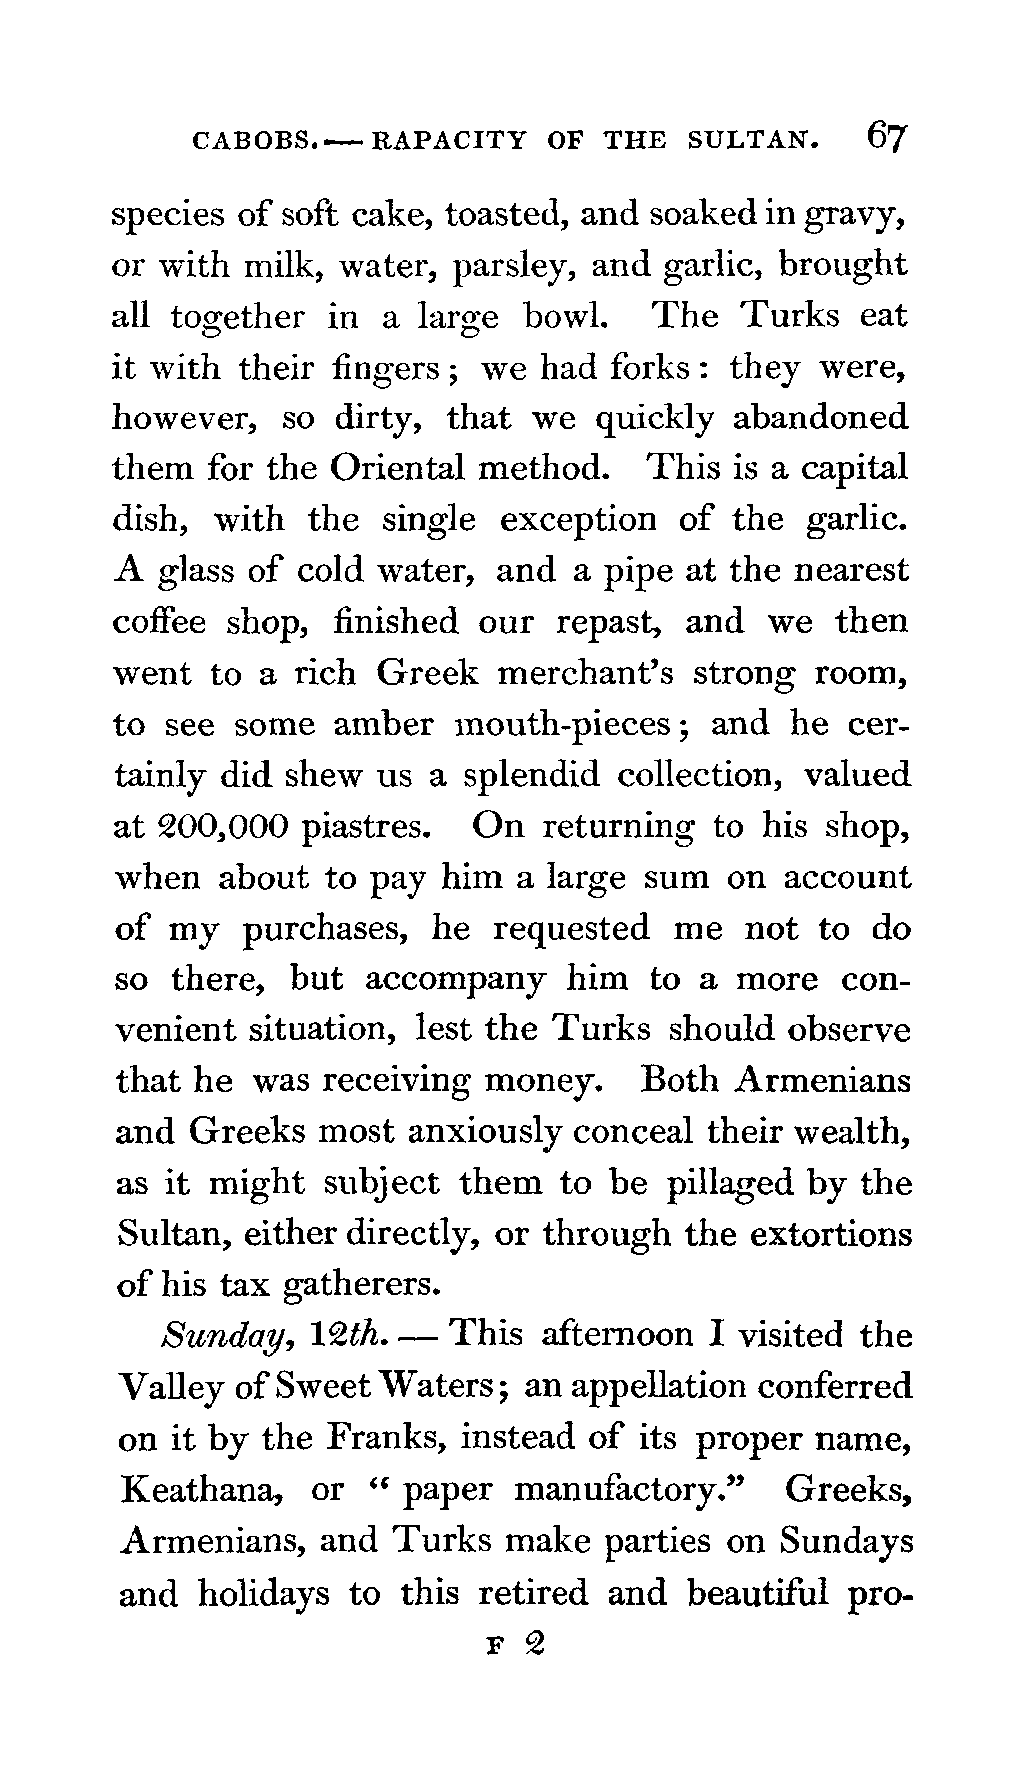 CABOBS.— RAPACITY OF THE SULTAN. 67
species of soft cake, toasted, and soaked in gravy,
or with milk, water, parsley, and garlic, brought
all together in a large bowl. The Turks eat
it with their fingers; we had forks: they were,
however, so dirty, that we quickly abandoned
them for the Oriental method. This is a capital
dish, with the single exception of the garlic.
A glass of cold water, and a pipe at the nearest
coffee shop, finished our repast, and we then
went to a rich Greek merchant's strong room,
to see some amber mouth-pieces; and he cer-
tainly did shew us a splendid collection, valued
at 200,000 piastres. On returning to his shop,
when about to pay him a large sum on account
of my purchases, he requested me not to do
so there, but accompany him to a more con-
venient situation, lest the Turks should observe
that he was receiving money. Both Armenians
and Greeks most anxiously conceal their wealth,
as it might subject them to be pillaged by the
Sultan, either directly, or through the extortions
of his tax gatherers.
Sunday, 12th. — This afternoon I visited the
Valley of Sweet Waters; an appellation conferred
on it by the Franks, instead of its proper name,
Keathana, or “ paper manufactory.” Greeks,
Armenians, and Turks make parties on Sundays
and holidays to this retired and beautiful pro-
F 2